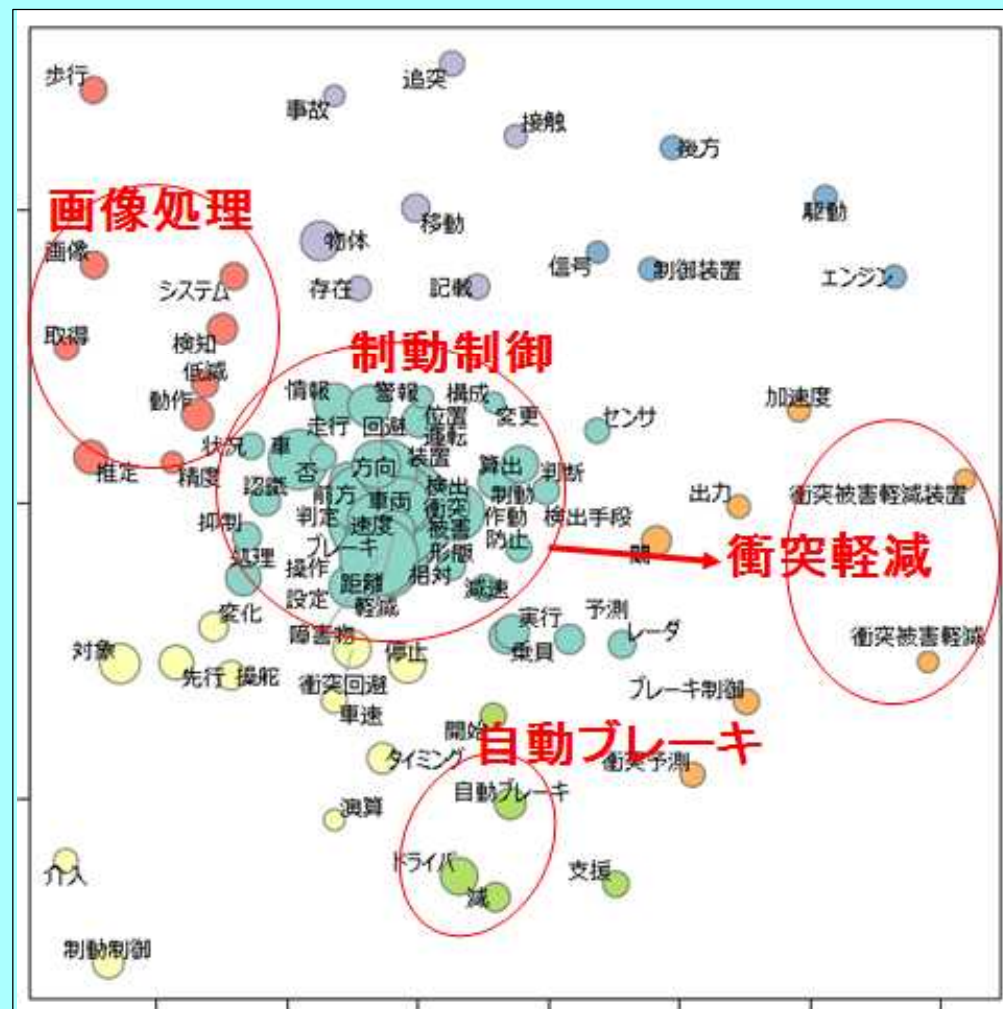 追突
歩行
事故
接触
後方
画像処理
駆動
移動
物体
画像
信号
制御装置
システム
存在
記載
エンジン
取得
検知
制動制御
低減
情報
警報
構成
加速度
動作
位置
変更
センサ
走行
回避
運転
状況
車
装置
算出
判断
推定
精度
否
方向
認識
前方
車両
検出
制動
出力
衝突被害軽減装置
判定
衝突
作動
検出手段
抑制
速度
被害
防止
ブレーキ
衝突軽減
処理
操作
距離
相対
減速
設定
軽減
変化
障害物
実行
予測
レーダ
衝突被害軽減
対象
先行
操舵
停止
乗員
衝突回避
ブレーキ制御
車速
開始
自動ブレーキ
タイミング
衝突予測
自動ブレーキ
演算
介入
ドライバ
支援
減
制動制御